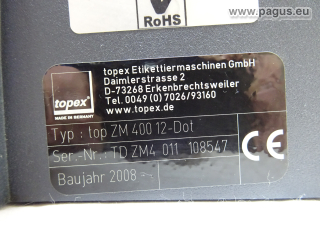 www.pagus.eu
V
RoHS
topex Etikettiermaschinen GmbH
Daimlerstrasse 2
D-73268 Erkenbrechtsweiler
Tel. 0049 (0) 7026/93160
www.topex.de
topex
MADE IN GERMANY
Typ : top ZM 400 12-Dot
Ser.-Nr.: TD ZM4 011 108547
Baujahr 2008 -
CE